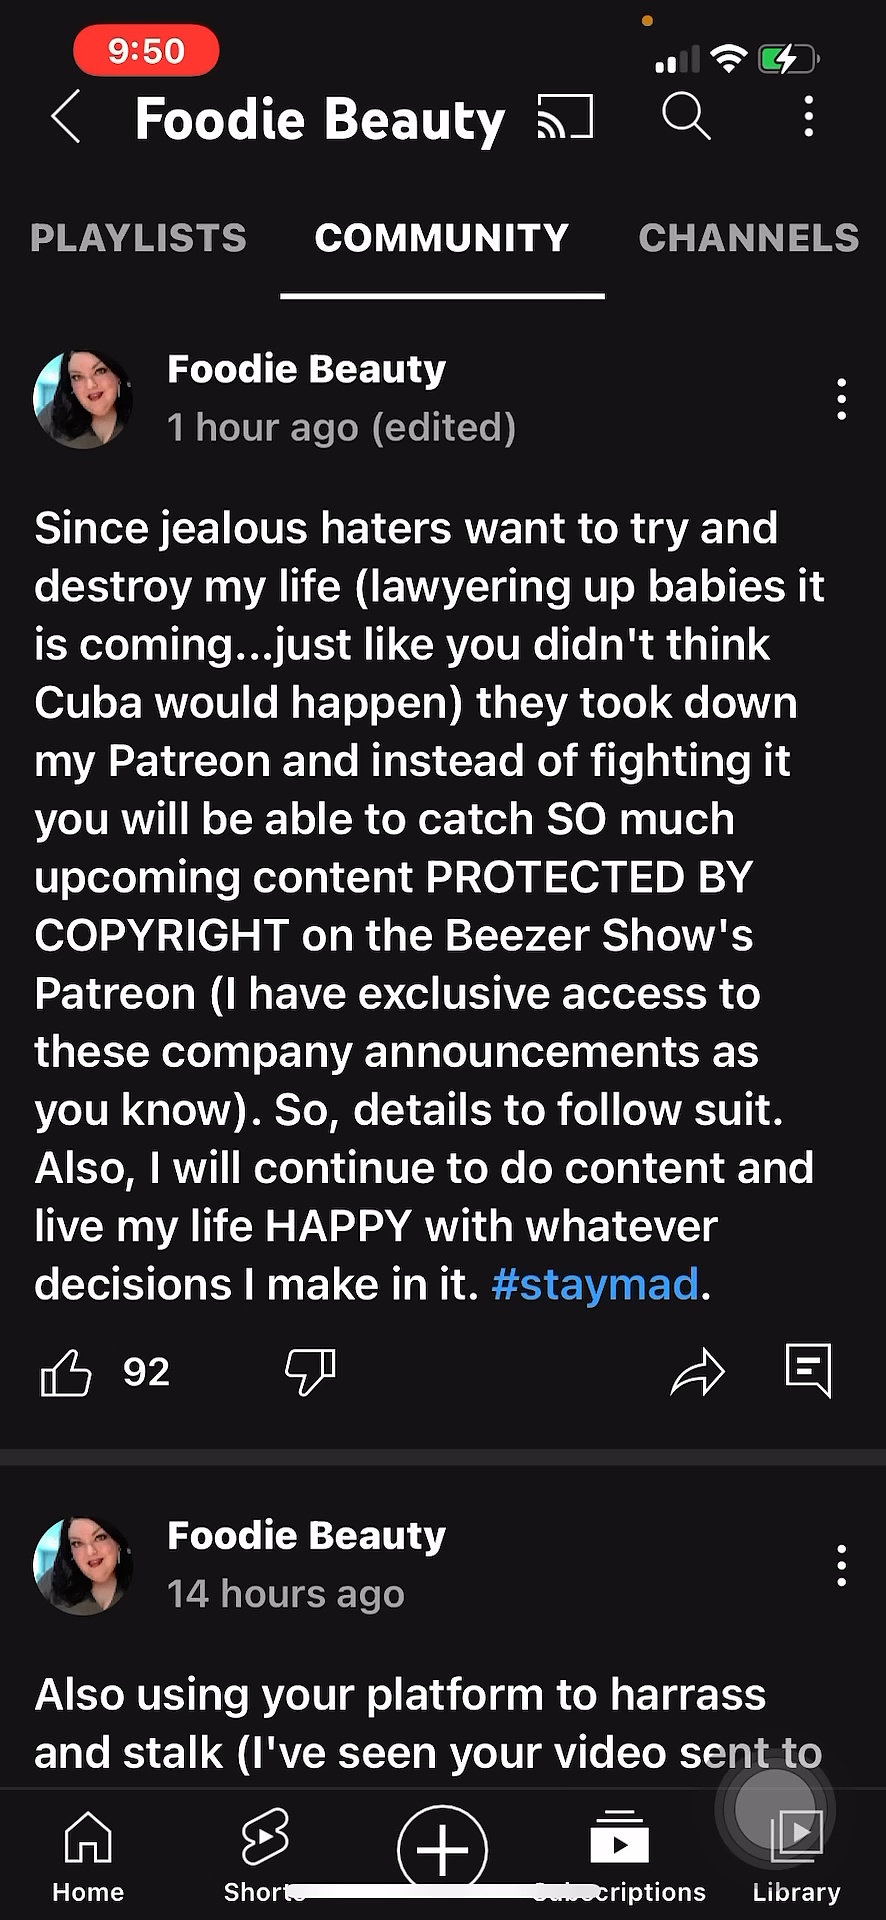 9:50
Foodie Beauty
PLAYLISTS COMMUNITY CHANNELS
Foodie Beauty
1 hour ago (edited)
Since jealous haters want to try and
destroy my life (lawyering up babies it
is coming...just like you didn't think
Cuba would happen) they took down
my Patreon and instead of fighting it
you will be able to catch SO much
upcoming content PROTECTED BY
COPYRIGHT on the Beezer Show's
Patreon (I have exclusive access to
these company announcements as
you know). So, details to follow suit.
Also, I will continue to do content and
live my life HAPPY with whatever
decisions I make in it. #staymad.
92
Foodie Beauty
14 hours ago
Also using your platform to harrass
and stalk (I've seen your video sent to
Home Shorts Subscriptions Library